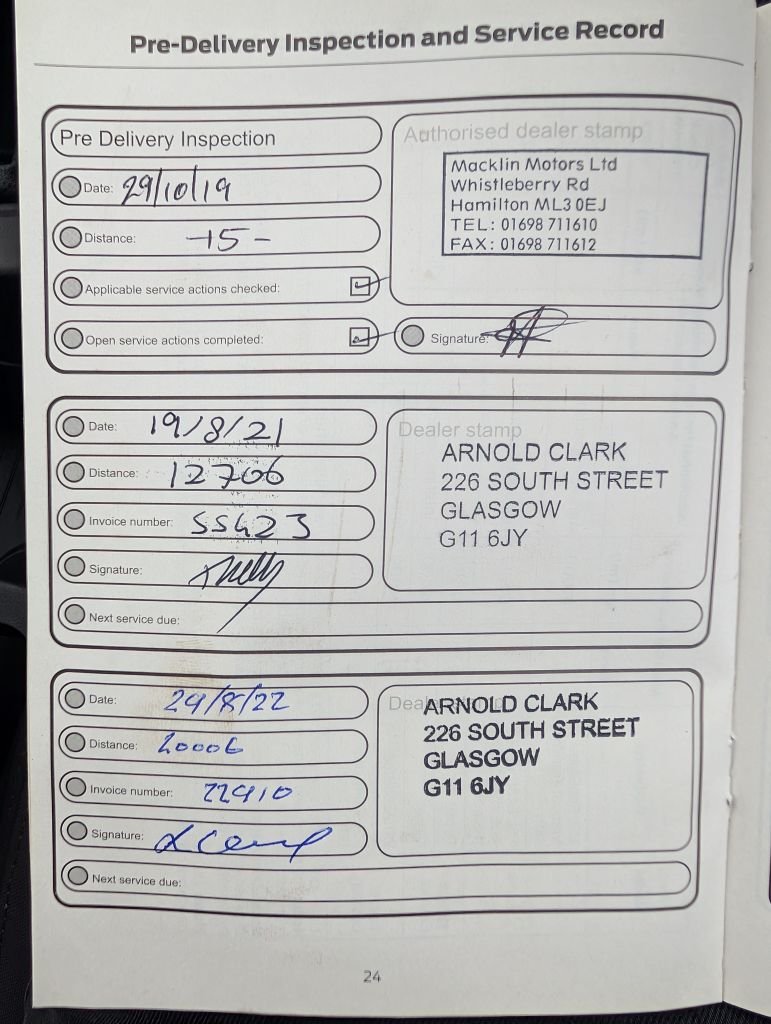 Pre-Delivery Inspection and Service Record
Pre Delivery Inspection
Date: 29/10/19
Distance: -15-
Applicable service actions checked:
Open service actions completed:
Authorised dealer stamp
Macklin Motors Ltd
Whistleberry Rd
Hamilton ML3 0EJ
TEL: 01698 711610
FAX: 01698 711612
Signature:
Date: 19/8/21
Distance: 12706
Invoice number: 55423
Signature:
Next service due:
Dealer stamp
ARNOLD CLARK
226 SOUTH STREET
GLASGOW
G11 6JY
Date: 29/8/22
Distance: 20006
Invoice number: 22910
Signature:
Next service due:
ARNOLD CLARK
226 SOUTH STREET
GLASGOW
G11 6JY
24